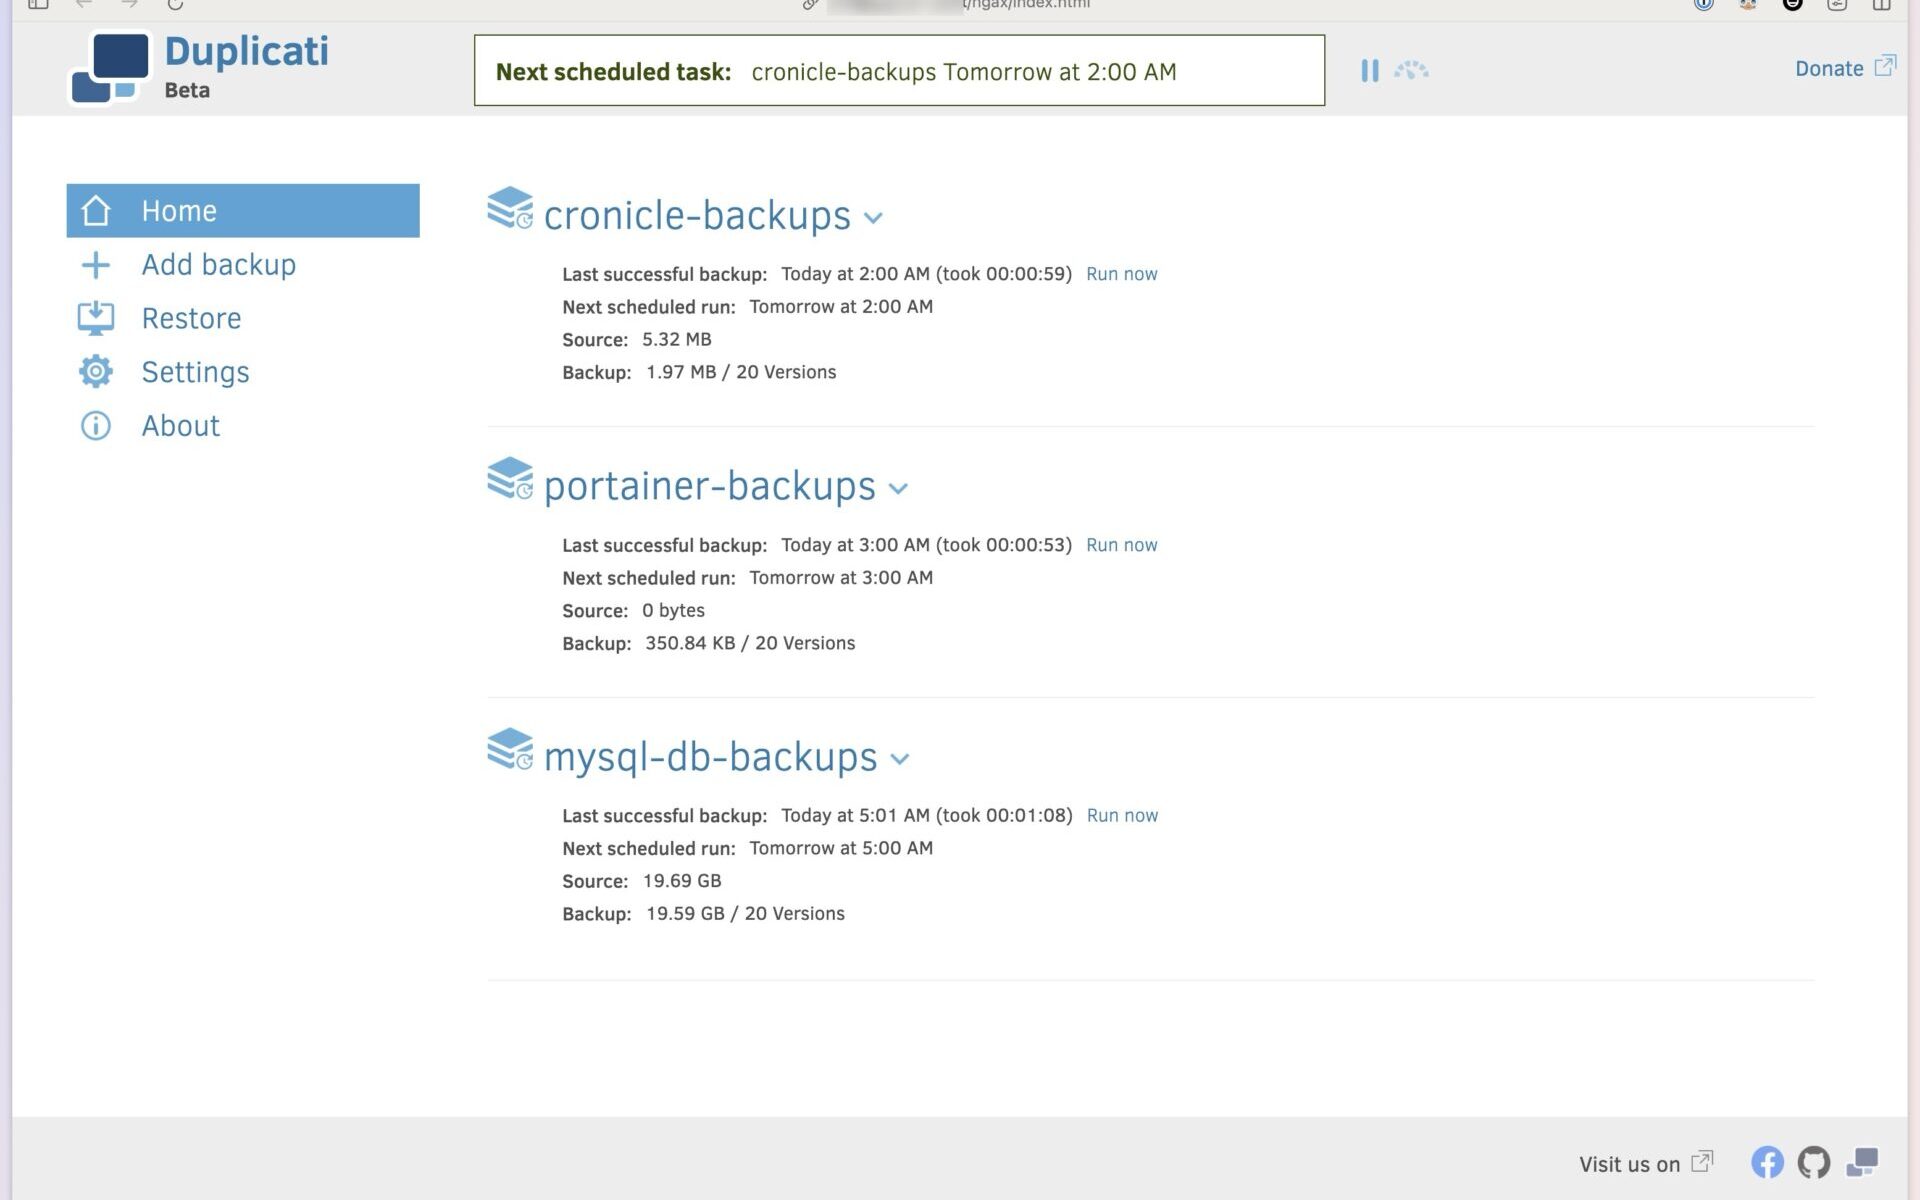 /ngax/index.html
Duplicati
Beta
Next scheduled task: cronicle-backups Tomorrow at 2:00 AM
Donate
Home
Add backup
Restore
Settings
About
cronicle-backups
Last successful backup: Today at 2:00 AM (took 00:00:59) Run now
Next scheduled run: Tomorrow at 2:00 AM
Source: 5.32 MB
Backup: 1.97 MB / 20 Versions
portainer-backups
Last successful backup: Today at 3:00 AM (took 00:00:53) Run now
Next scheduled run: Tomorrow at 3:00 AM
Source: 0 bytes
Backup: 350.84 KB / 20 Versions
mysql-db-backups
Last successful backup: Today at 5:01 AM (took 00:01:08) Run now
Next scheduled run: Tomorrow at 5:00 AM
Source: 19.69 GB
Backup: 19.59 GB / 20 Versions
Visit us on